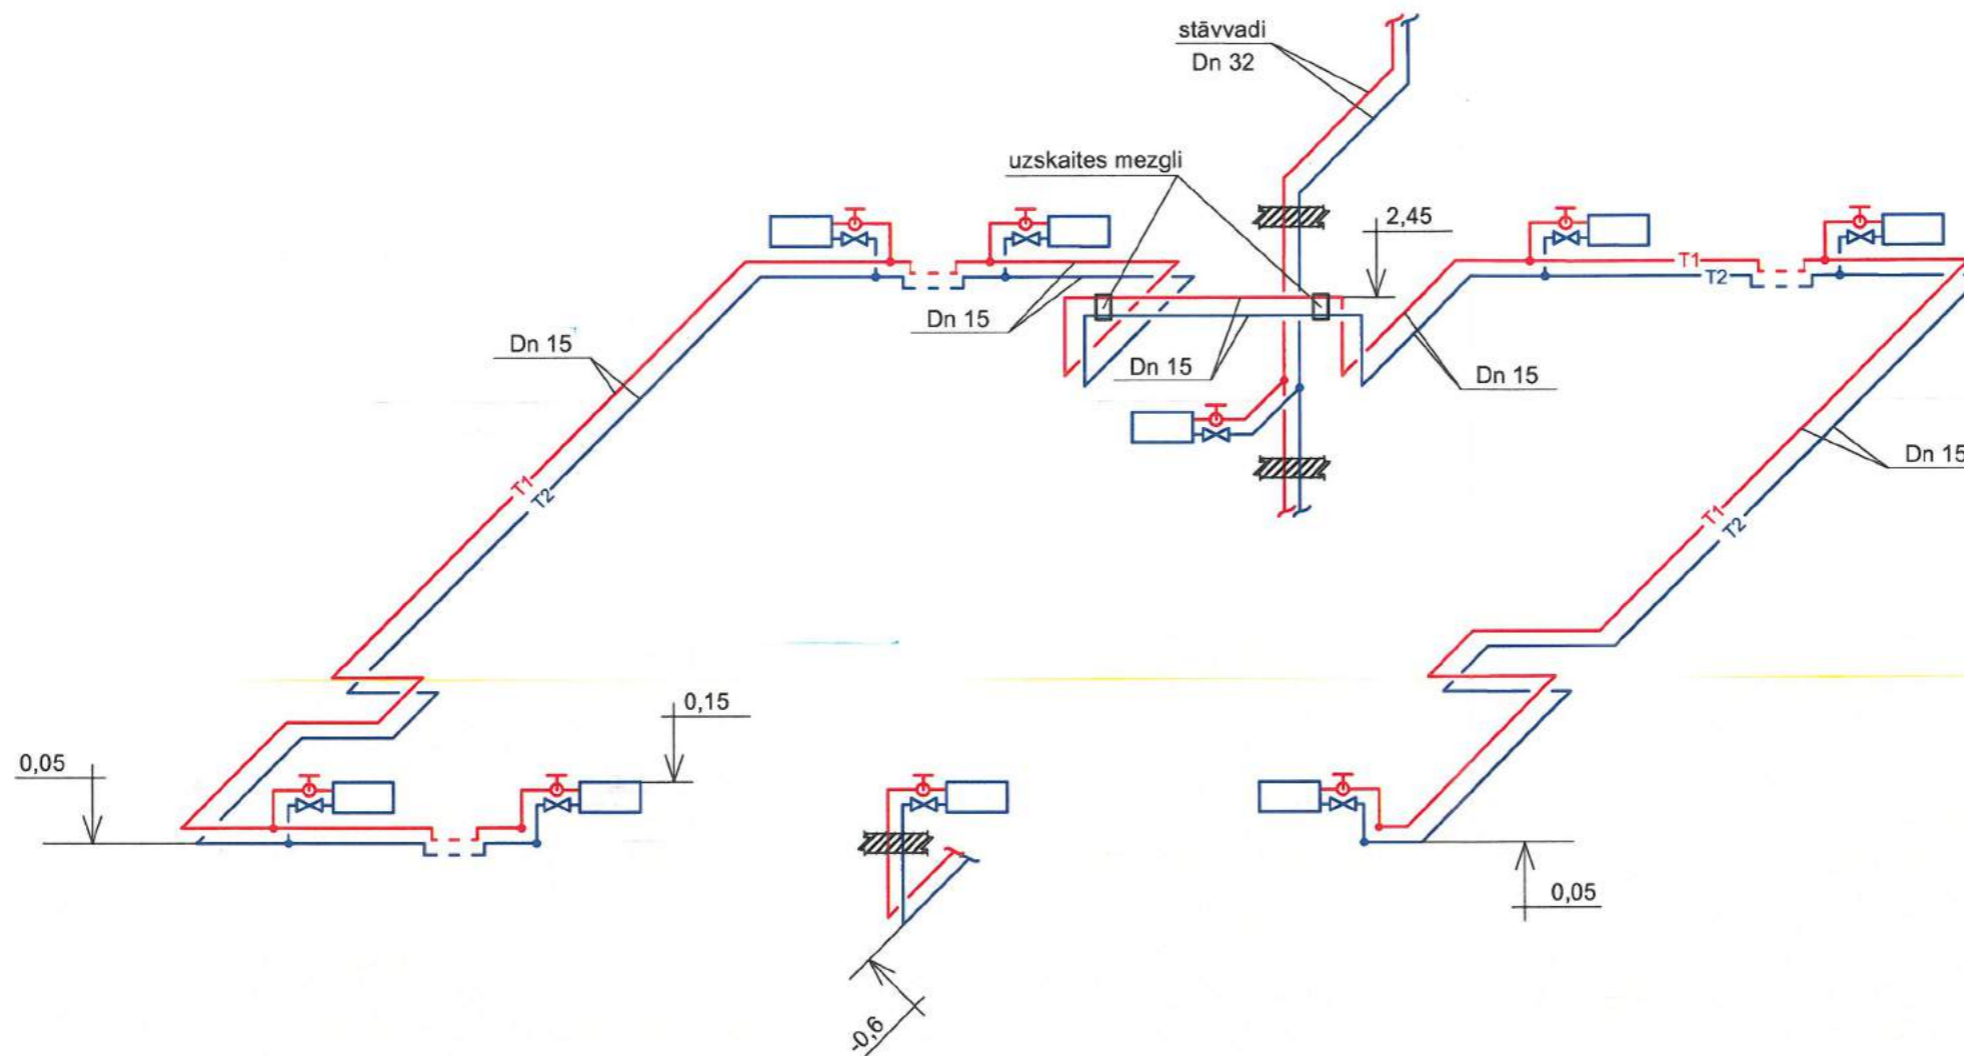 stāvvadi
Dn 32
uzskaites mezgli
2,45
T1
T2
Dn 15
Dn 15
Dn 15
Dn 15
Dn 15
T1
T2
T1
T2
0,15
0,05
0,05
-0,6